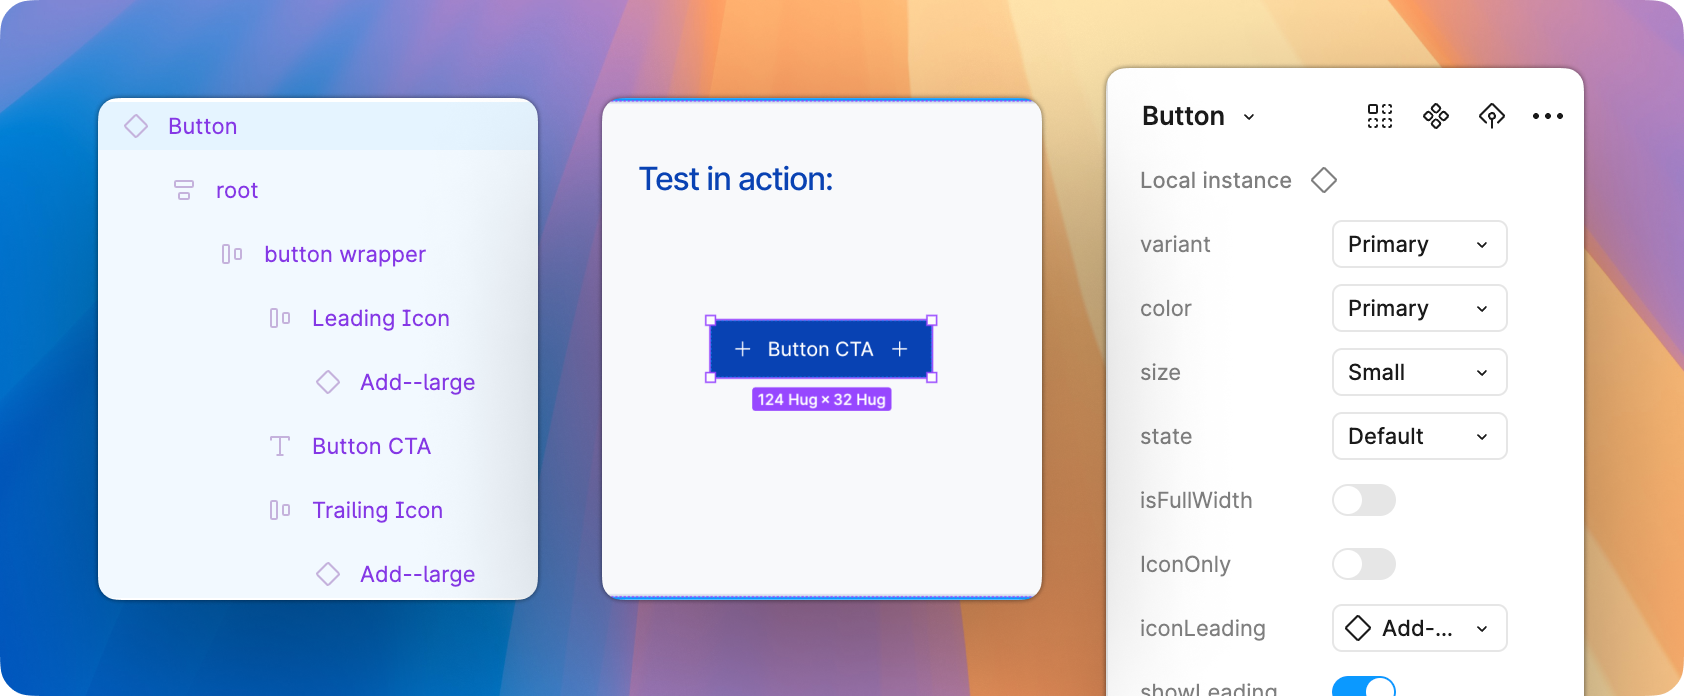 Button
root
button wrapper
Leading Icon
Add--large
Button CTA
Trailing Icon
Add--large
Test in action:
Button CTA
124 Hug × 32 Hug
Button
Local instance
variant Primary
color Primary
size Small
state Default
isFullWidth
IconOnly
iconLeading Add-...
showLeading